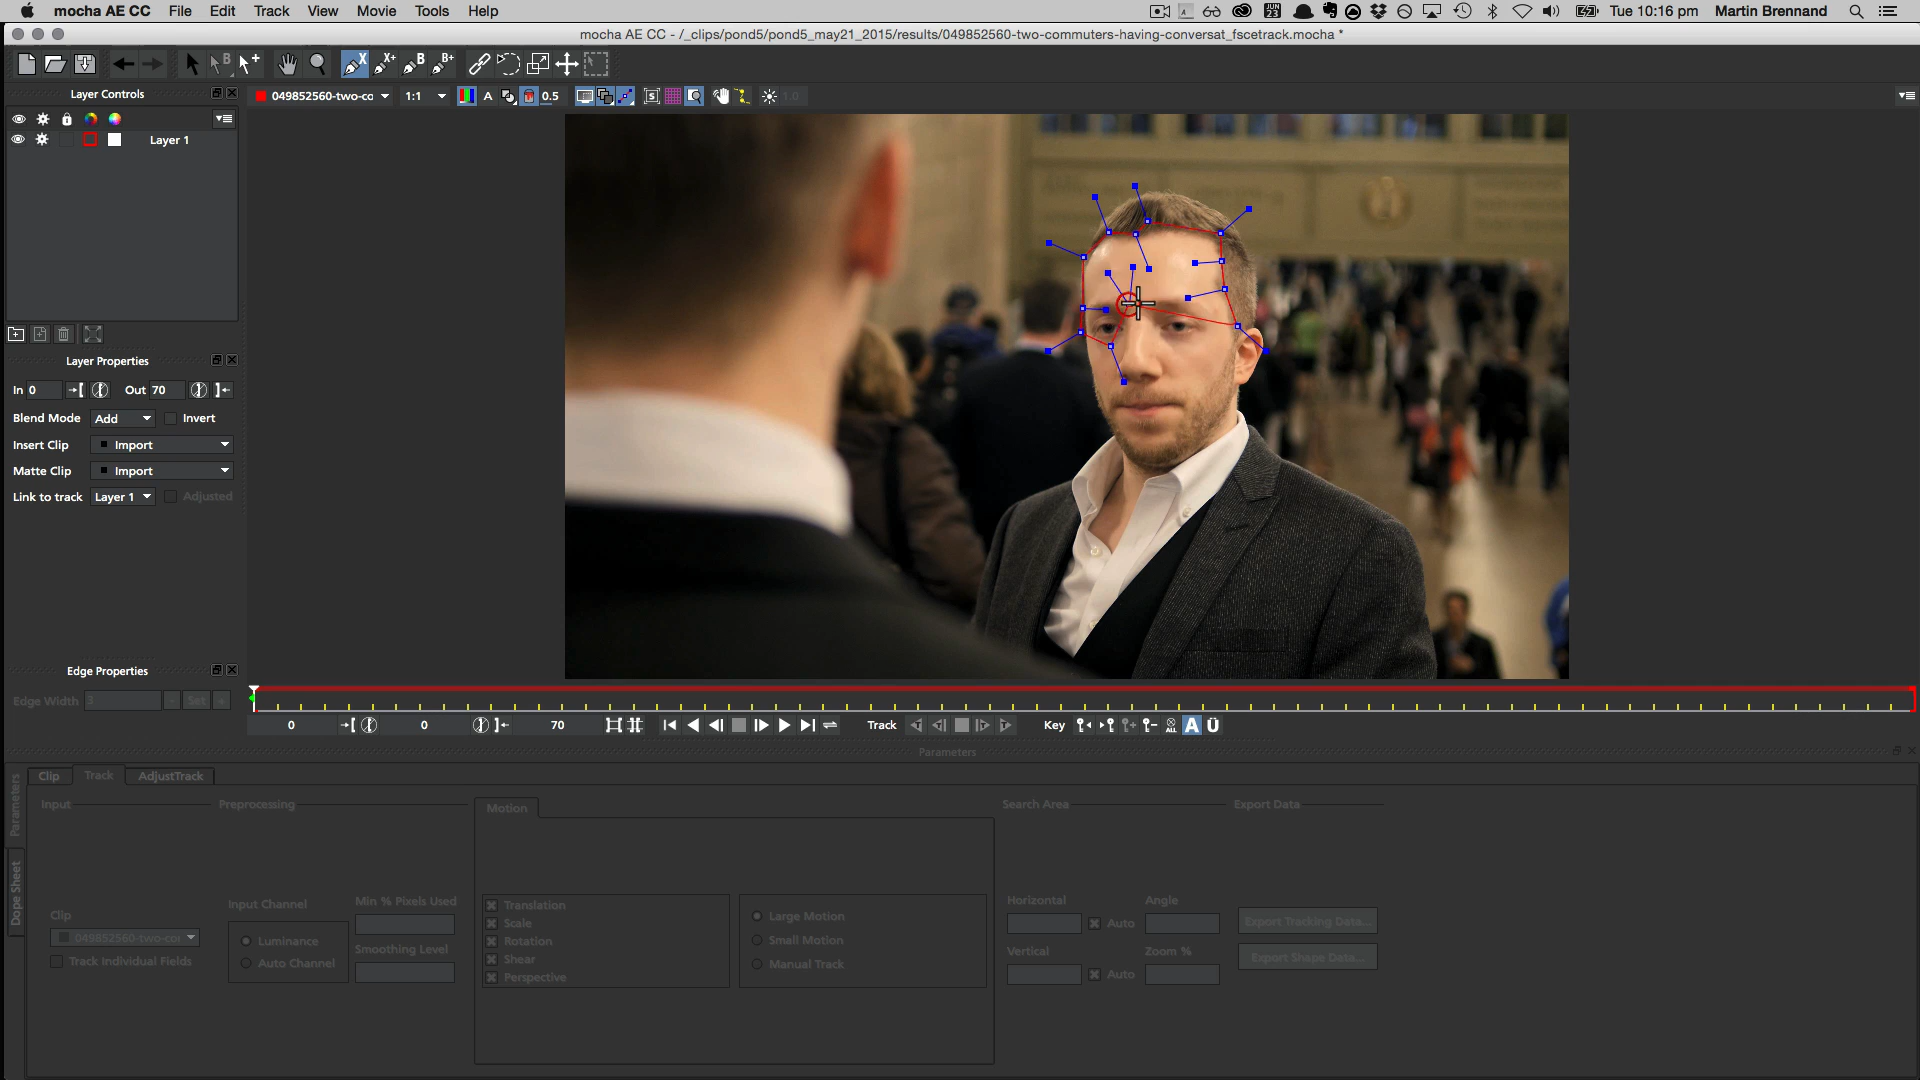 mocha AE CC File Edit Track View Movie Tools Help
JUN 23
Tue 10:16 pm Martin Brennand
mocha AE CC - /_clips/pond5/pond5_may21_2015/results/049852560-two-commuters-having-conversat_fscetrack.mocha *
B X X+ B B+
Layer Controls
049852560-two-co 1:1 A 0.5 S 1.0
Layer 1
Layer Properties
In 0 Out 70
Blend Mode Add Invert
Insert Clip Import
Matte Clip Import
Link to track Layer 1 Adjusted
Edge Properties
Edge Width 3 - Set +
0 0 70 Track Key ALL A Ü
Parameters
Parameters
Dope Sheet
Clip Track AdjustTrack
Input Preprocessing Motion Search Area Export Data
Clip
049852560-two-co
Track Individual Fields
Input Channel
Luminance
Auto Channel
Min % Pixels Used
Smoothing Level
Translation
Scale
Rotation
Shear
Perspective
Large Motion
Small Motion
Manual Track
Horizontal
Auto
Vertical
Auto
Angle
Zoom %
Export Tracking Data...
Export Shape Data...